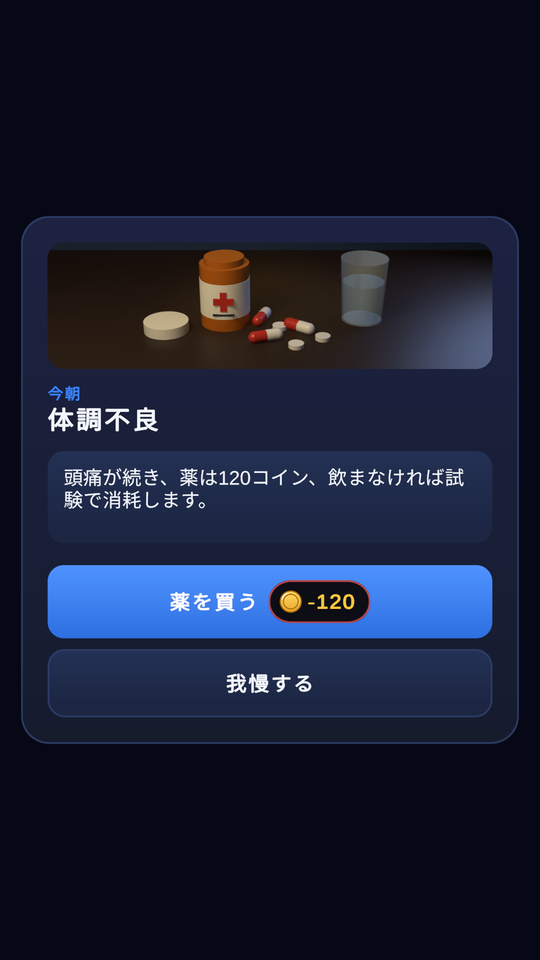 今朝
体調不良
頭痛が続き、薬は120コイン、飲まなければ試
験で消耗します。
薬を買う -120
我慢する